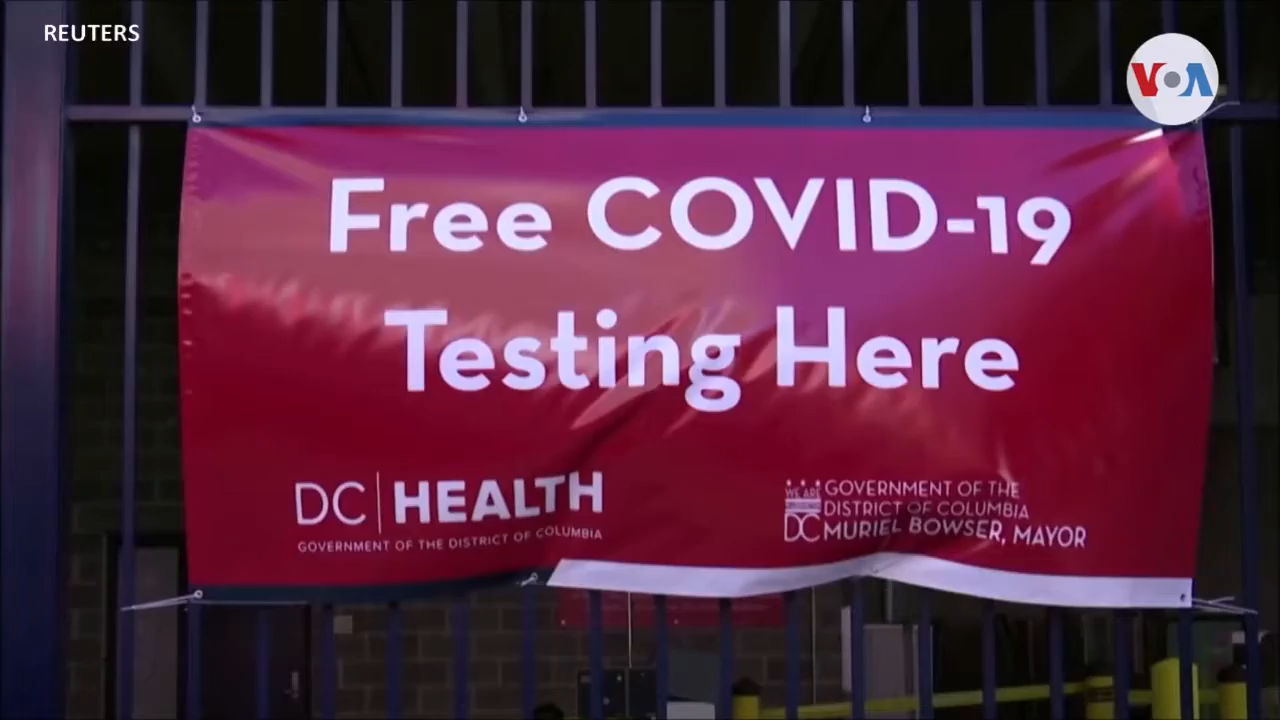 REUTERS
VOA
Free COVID-19
Testing Here
DC HEALTH
GOVERNMENT OF THE DISTRICT OF COLUMBIA
WE ARE
DC
GOVERNMENT OF THE
DISTRICT OF COLUMBIA
MURIEL BOWSER, MAYOR